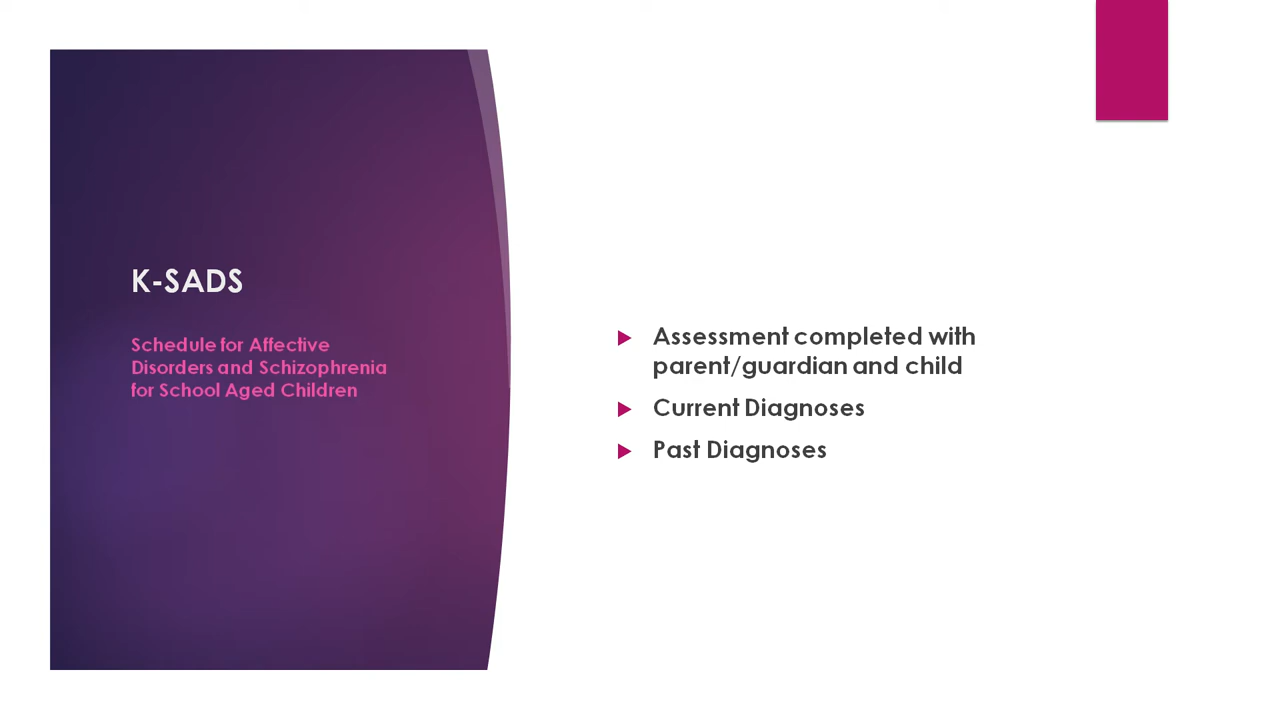 K-SADS
Schedule for Affective
Disorders and Schizophrenia
for School Aged Children
Assessment completed with
parent/guardian and child
Current Diagnoses
Past Diagnoses